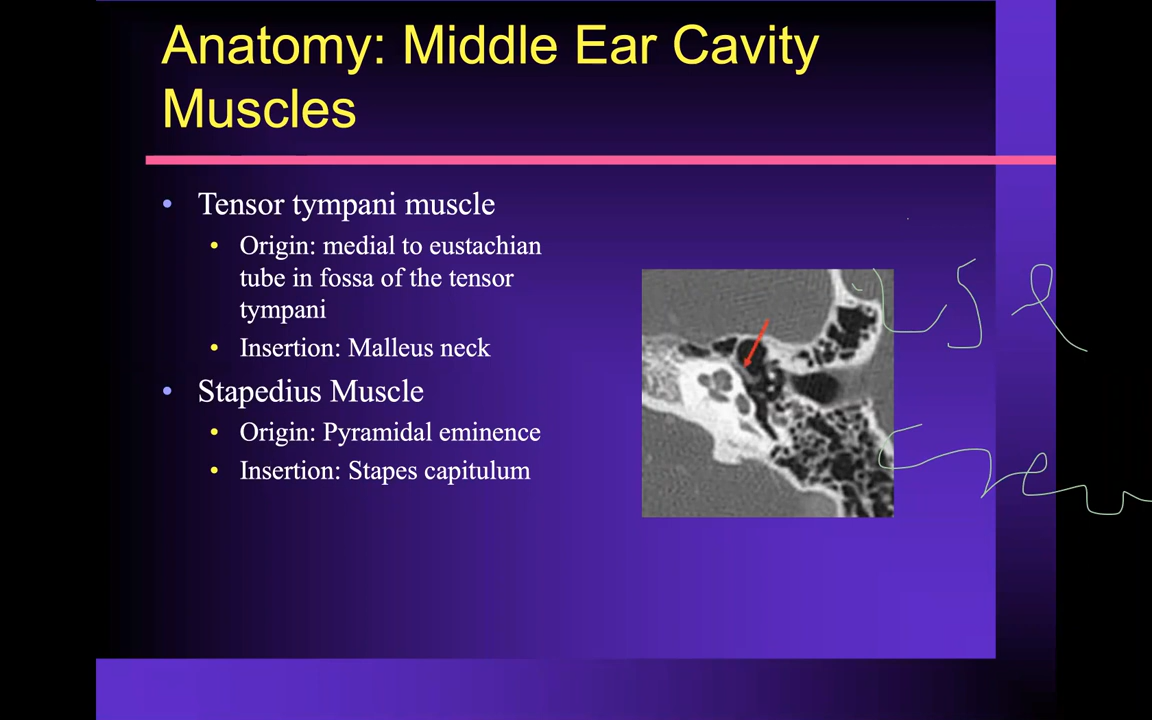 Anatomy: Middle Ear Cavity
Muscles
• Tensor tympani muscle
• Origin: medial to eustachian
tube in fossa of the tensor
tympani
• Insertion: Malleus neck
• Stapedius Muscle
• Origin: Pyramidal eminence
• Insertion: Stapes capitulum